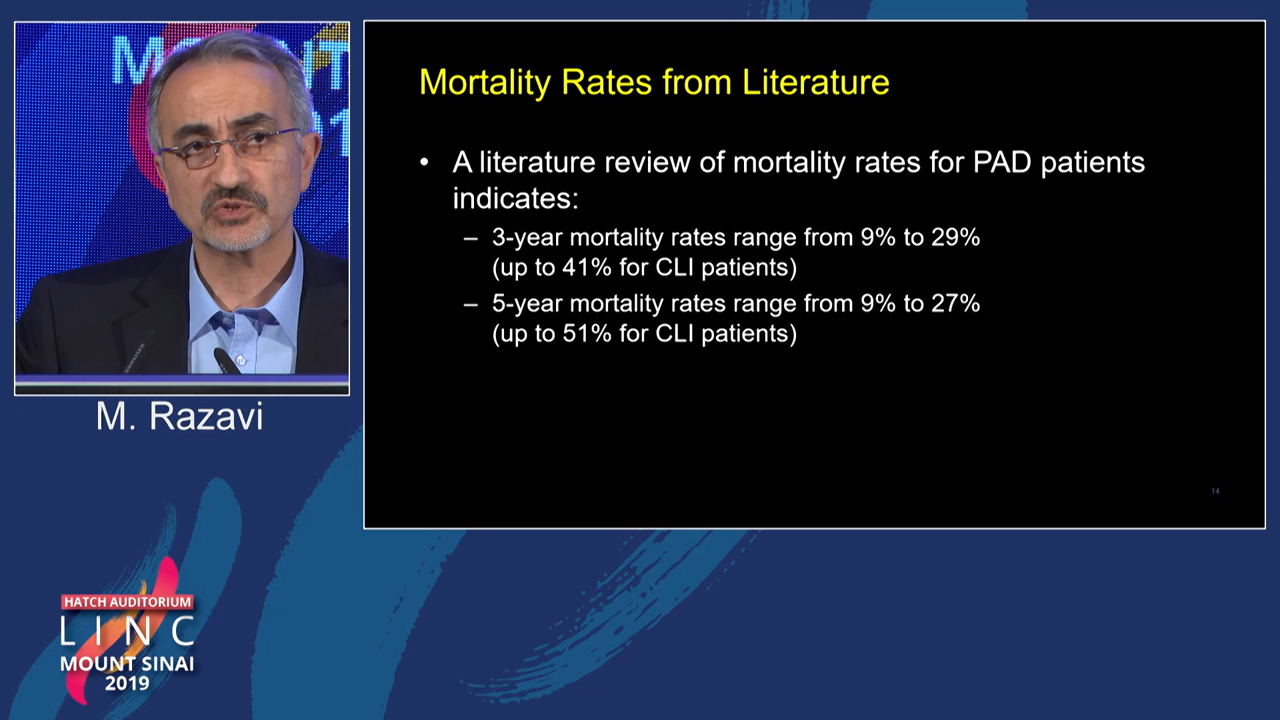 MOUNT
Mortality Rates from Literature
• A literature review of mortality rates for PAD patients
indicates:
– 3-year mortality rates range from 9% to 29%
(up to 41% for CLI patients)
– 5-year mortality rates range from 9% to 27%
(up to 51% for CLI patients)
14
M. Razavi
HATCH AUDITORIUM
LINC
MOUNT SINAI
2019